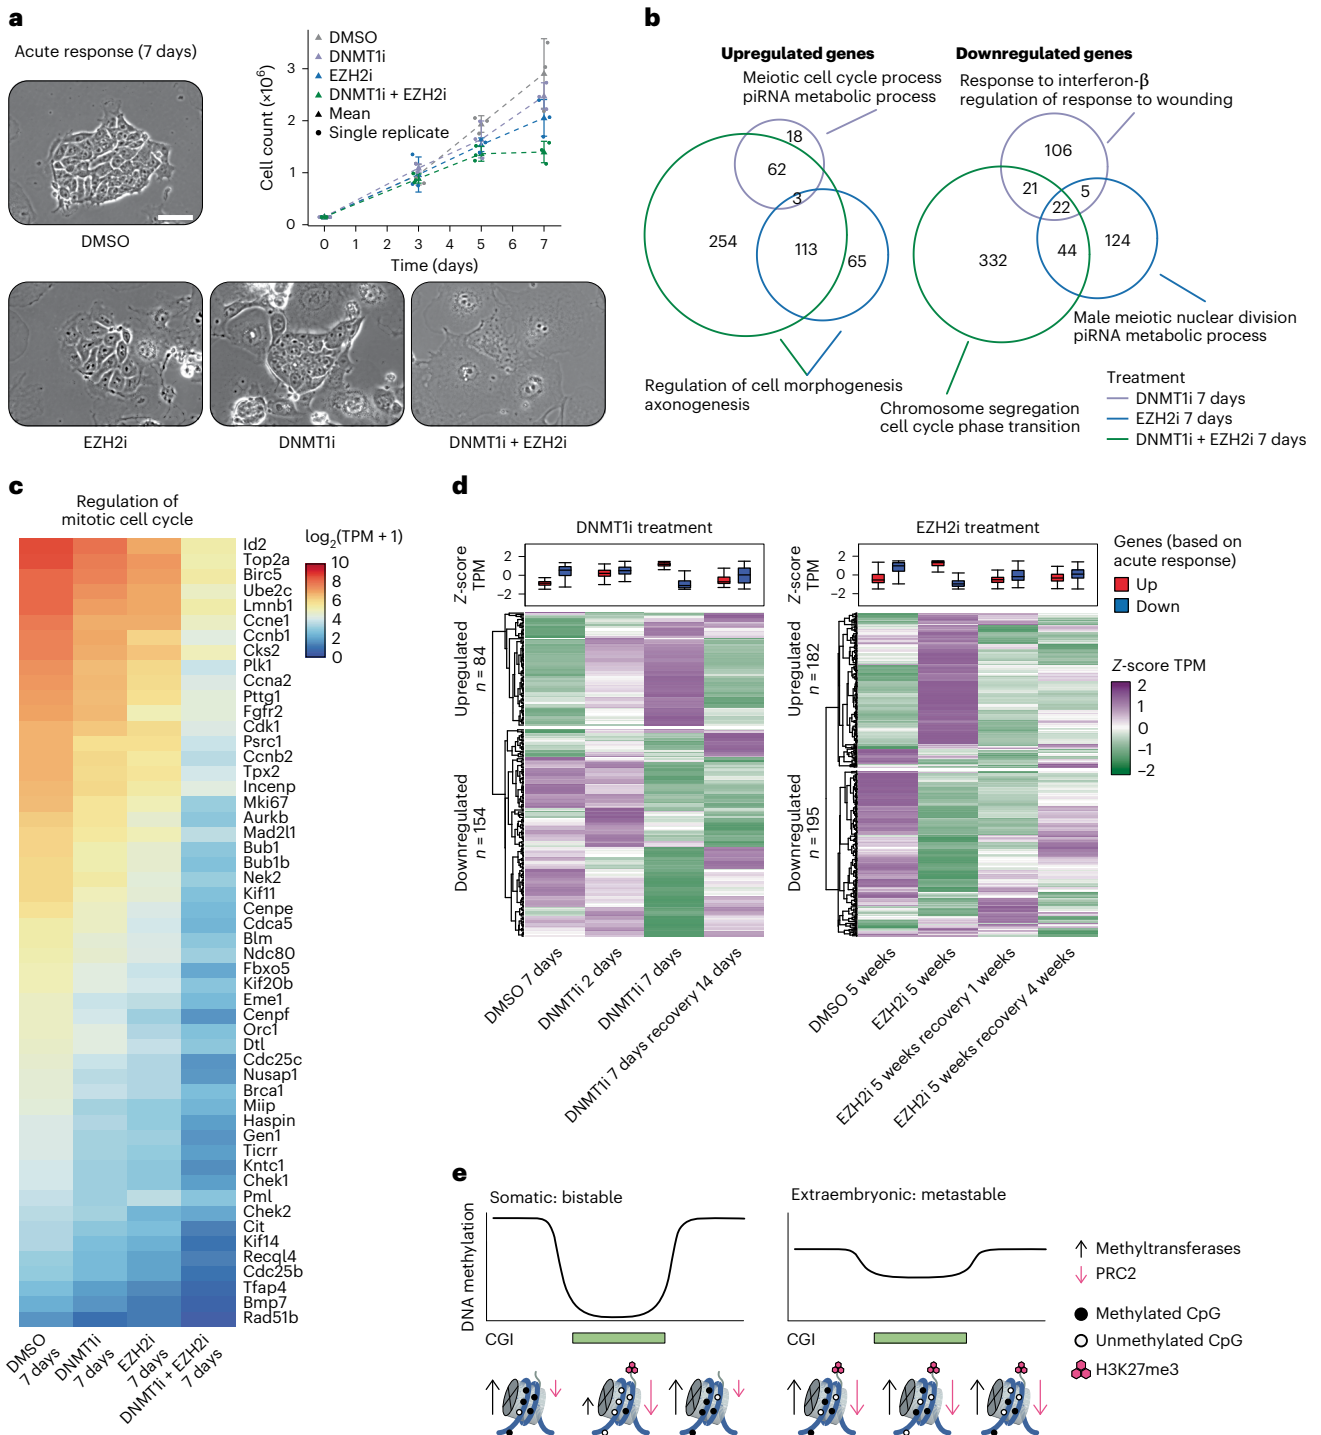 a
Acute response (7 days)
DMSO
EZH2i
DNMT1i
DNMT1i + EZH2i
Cell count (×10⁶)
3
2
1
0
DMSO
DNMT1i
EZH2i
DNMT1i + EZH2i
Mean
Single replicate
0 1 2 3 4 5 6 7
Time (days)
b
Upregulated genes
Meiotic cell cycle process
piRNA metabolic process
18
62
3
254
113
65
Regulation of cell morphogenesis
axonogenesis
Downregulated genes
Response to interferon-β
regulation of response to wounding
106
21
5
22
332
44
124
Male meiotic nuclear division
piRNA metabolic process
Chromosome segregation
cell cycle phase transition
Treatment
DNMT1i 7 days
EZH2i 7 days
DNMT1i + EZH2i 7 days
c
Regulation of
mitotic cell cycle
log₂(TPM + 1)
10
8
6
4
2
0
Id2
Top2a
Birc5
Ube2c
Lmnb1
Ccne1
Ccnb1
Cks2
Plk1
Ccna2
Pttg1
Fgfr2
Cdk1
Psrc1
Ccnb2
Tpx2
Incenp
Mki67
Aurkb
Mad2l1
Bub1
Bub1b
Nek2
Kif11
Cenpe
Cdca5
Blm
Ndc80
Fbxo5
Kif20b
Eme1
Cenpf
Orc1
Dtl
Cdc25c
Nusap1
Brca1
Miip
Haspin
Gen1
Ticrr
Kntc1
Chek1
Pml
Chek2
Cit
Kif14
Recql4
Cdc25b
Tfap4
Bmp7
Rad51b
DMSO
7 days
DNMT1i
7 days
EZH2i
7 days
DNMT1i + EZH2i
7 days
d
DNMT1i treatment
Z-score
TPM
2
0
−2
Upregulated
n = 84
Downregulated
n = 154
DMSO 7 days
DNMT1i 2 days
DNMT1i 7 days
DNMT1i 7 days recovery 14 days
EZH2i treatment
Z-score
TPM
2
0
−2
Upregulated
n = 182
Downregulated
n = 195
DMSO 5 weeks
EZH2i 5 weeks
EZH2i 5 weeks recovery 1 weeks
EZH2i 5 weeks recovery 4 weeks
Genes (based on
acute response)
Up
Down
Z-score TPM
2
1
0
−1
−2
e
Somatic: bistable
DNA methylation
CGI
Extraembryonic: metastable
CGI
Methyltransferases
PRC2
Methylated CpG
Unmethylated CpG
H3K27me3